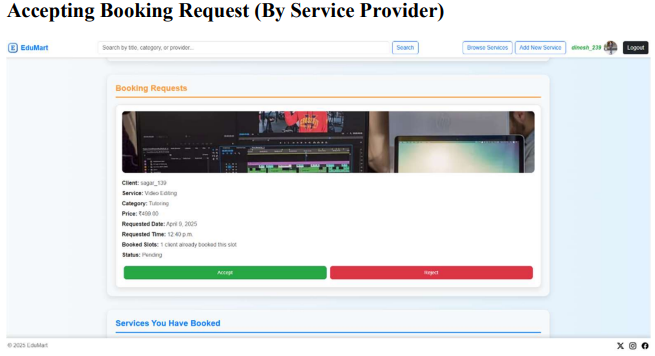 Accepting Booking Request (By Service Provider)
E EduMart Search by title, category, or provider... Search Browse Services Add New Service dinesh_239 Logout
Booking Requests
Client: sagar_139
Service: Video Editing
Category: Tutoring
Price: ₹499.00
Requested Date: April 9, 2025
Requested Time: 12:40 p.m.
Booked Slots: 1 client already booked this slot
Status: Pending
Accept Reject
Services You Have Booked
© 2025 EduMart